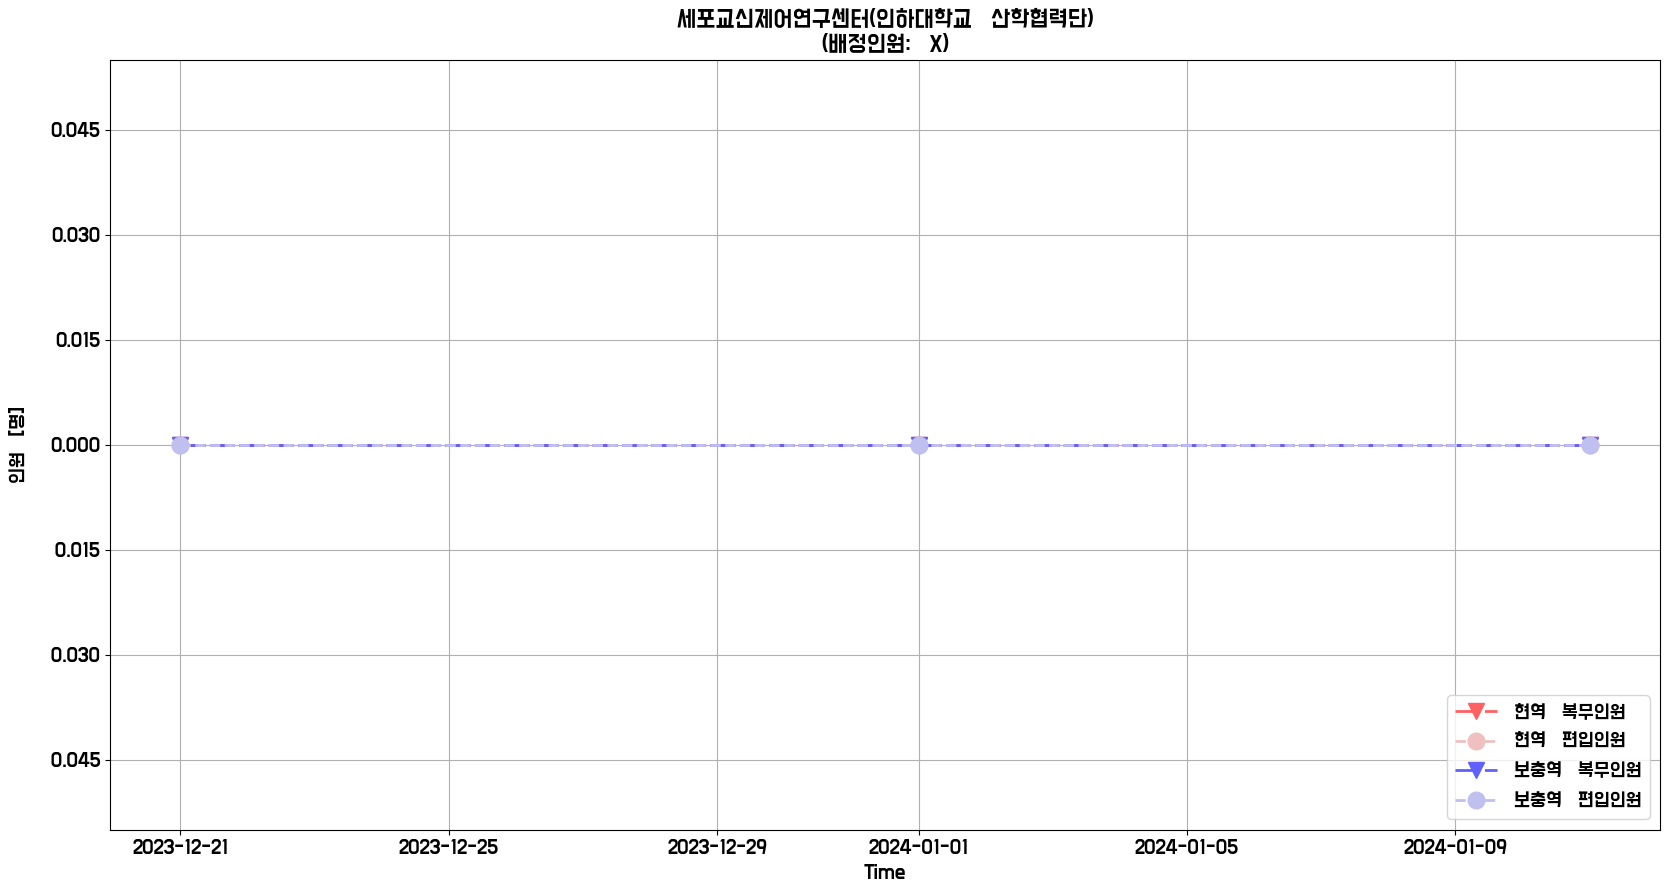 세포교신제어연구센터(인하대학교 산학협력단)
(배정인원: X)
0.045
0.030
0.015
0.000
0.015
0.030
0.045
인원 [명]
현역 복무인원
현역 편입인원
보충역 복무인원
보충역 편입인원
2023-12-21 2023-12-25 2023-12-29 2024-01-01 2024-01-05 2024-01-09
Time